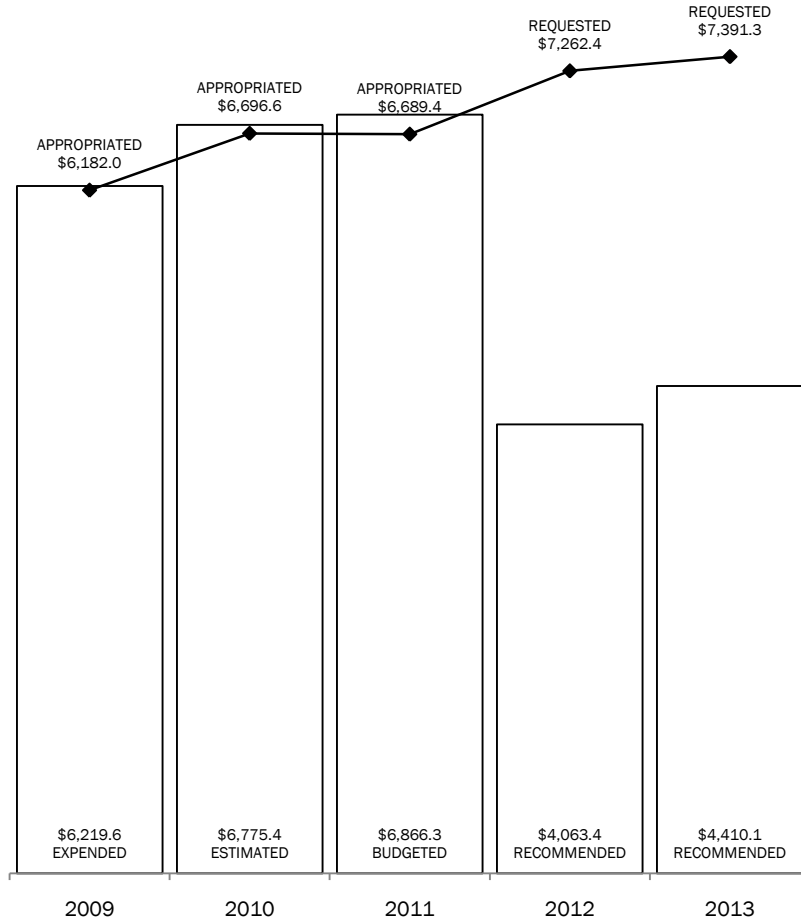 REQUESTED
$7,391.3
REQUESTED
$7,262.4
APPROPRIATED
$6,696.6
APPROPRIATED
$6,689.4
APPROPRIATED
$6,182.0
$6,219.6
EXPENDED
$6,775.4
ESTIMATED
$6,866.3
BUDGETED
$4,063.4
RECOMMENDED
$4,410.1
RECOMMENDED
2009
2010
2011
2012
2013